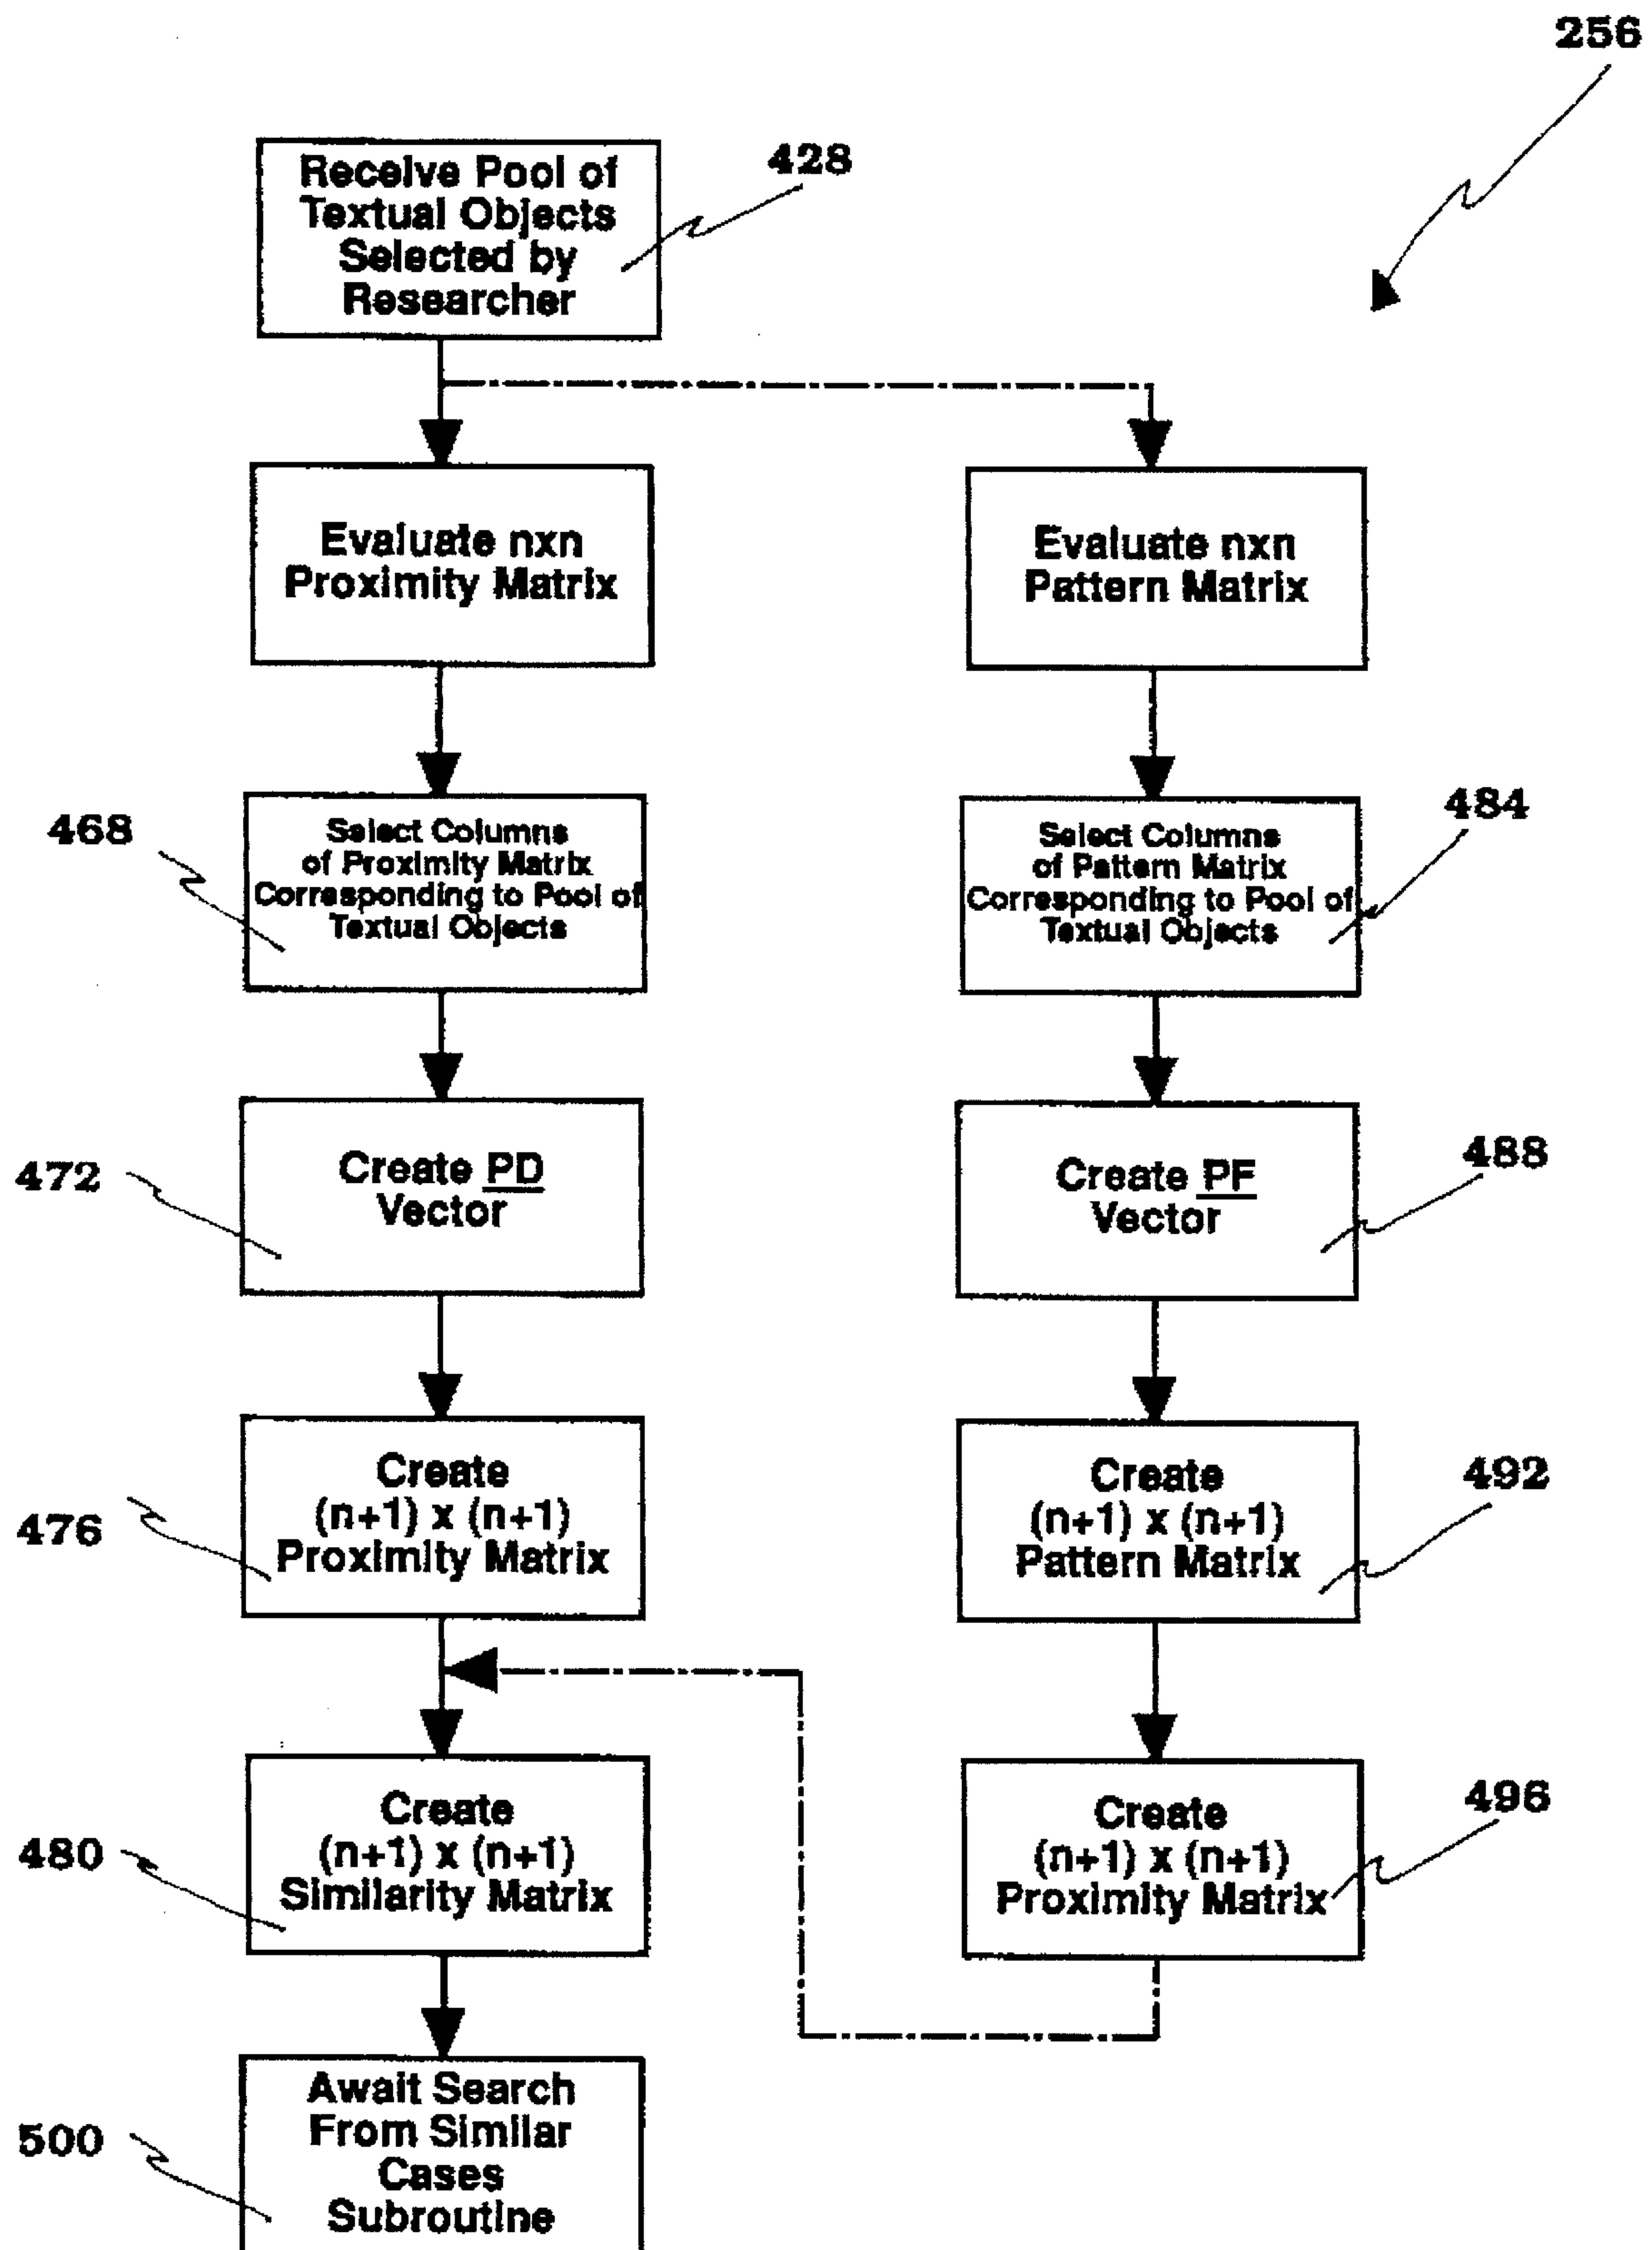 256
Receive Pool of
Textual Objects
Selected by
Researcher
428
Evaluate nxn
Proximity Matrix
Evaluate nxn
Pattern Matrix
468
Select Columns
of Proximity Matrix
Corresponding to Pool of
Textual Objects
Select Columns
of Pattern Matrix
Corresponding to Pool of
Textual Objects
484
472
Create PD
Vector
Create PF
Vector
488
476
Create
(n+1) x (n+1)
Proximity Matrix
Create
(n+1) x (n+1)
Pattern Matrix
492
480
Create
(n+1) x (n+1)
Similarity Matrix
Create
(n+1) x (n+1)
Proximity Matrix
496
500
Await Search
From Similar
Cases
Subroutine